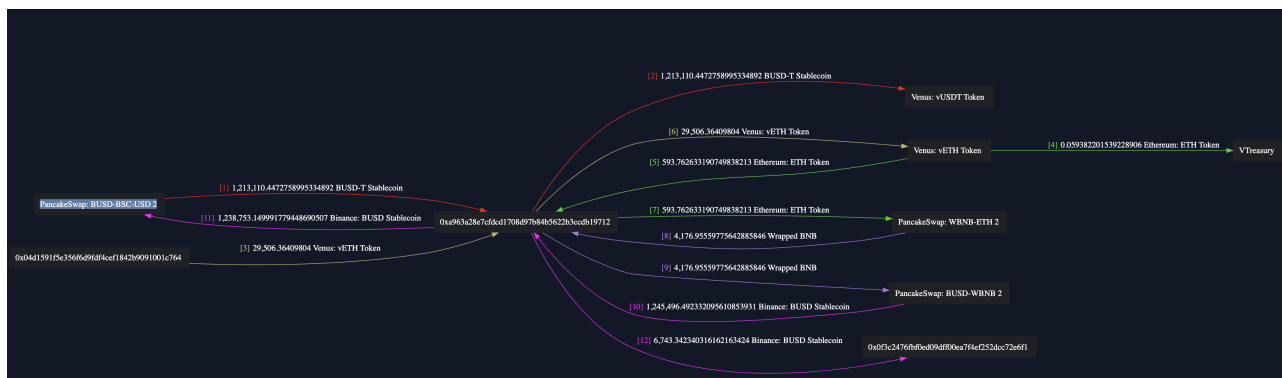 [2] 1,213,110.4472758995334892 BUSD-T Stablecoin
Venus: vUSDT Token
[6] 29,506.36409804 Venus: vETH Token
[4] 0.059382201539228906 Ethereum: ETH Token
Venus: vETH Token
VTreasury
[5] 593.762633190749838213 Ethereum: ETH Token
[1] 1,213,110.4472758995334892 BUSD-T Stablecoin
PancakeSwap: BUSD-BSC-USD 2
[11] 1,238,753.149991779448690507 Binance: BUSD Stablecoin
[7] 593.762633190749838213 Ethereum: ETH Token
0xa963a28e7cfdcd1708d97b84b5622b3ccdb19712
PancakeSwap: WBNB-ETH 2
[8] 4,176.95559775642885846 Wrapped BNB
[3] 29,506.36409804 Venus: vETH Token
0x04d1591f5e356f6d9fdf4cef1842b9091001c764
[9] 4,176.95559775642885846 Wrapped BNB
PancakeSwap: BUSD-WBNB 2
[10] 1,245,496.492332095610853931 Binance: BUSD Stablecoin
[12] 6,743.342340316162163424 Binance: BUSD Stablecoin
0x0f3c2476fbf0ed09dff00ea7f4ef252dcc72e6f1